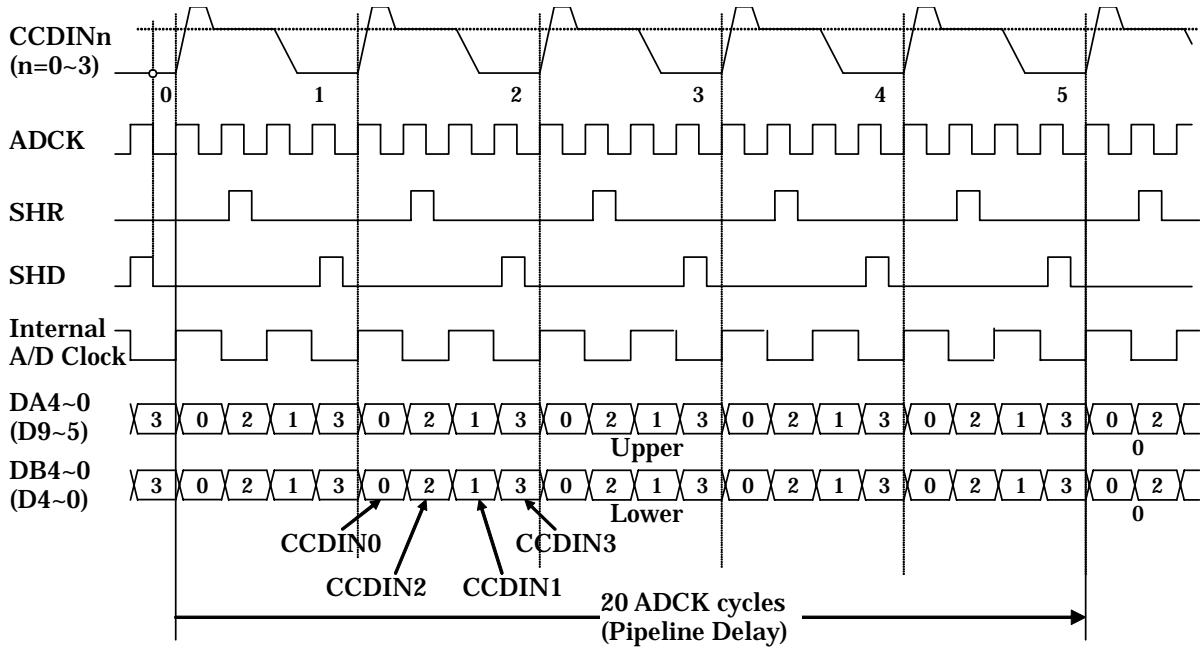 CCDINn
(n=0~3)
0 1 2 3 4 5
ADCK
SHR
SHD
Internal
A/D Clock
DA4~0
(D9~5)
3 0 2 1 3 0 2 1 3 0 2 1 3 0 2 1 3 0 2 1 3 0 2
Upper
0
DB4~0
(D4~0)
3 0 2 1 3 0 2 1 3 0 2 1 3 0 2 1 3 0 2 1 3 0 2
Lower
0
CCDIN0
CCDIN3
CCDIN2
CCDIN1
20 ADCK cycles
(Pipeline Delay)